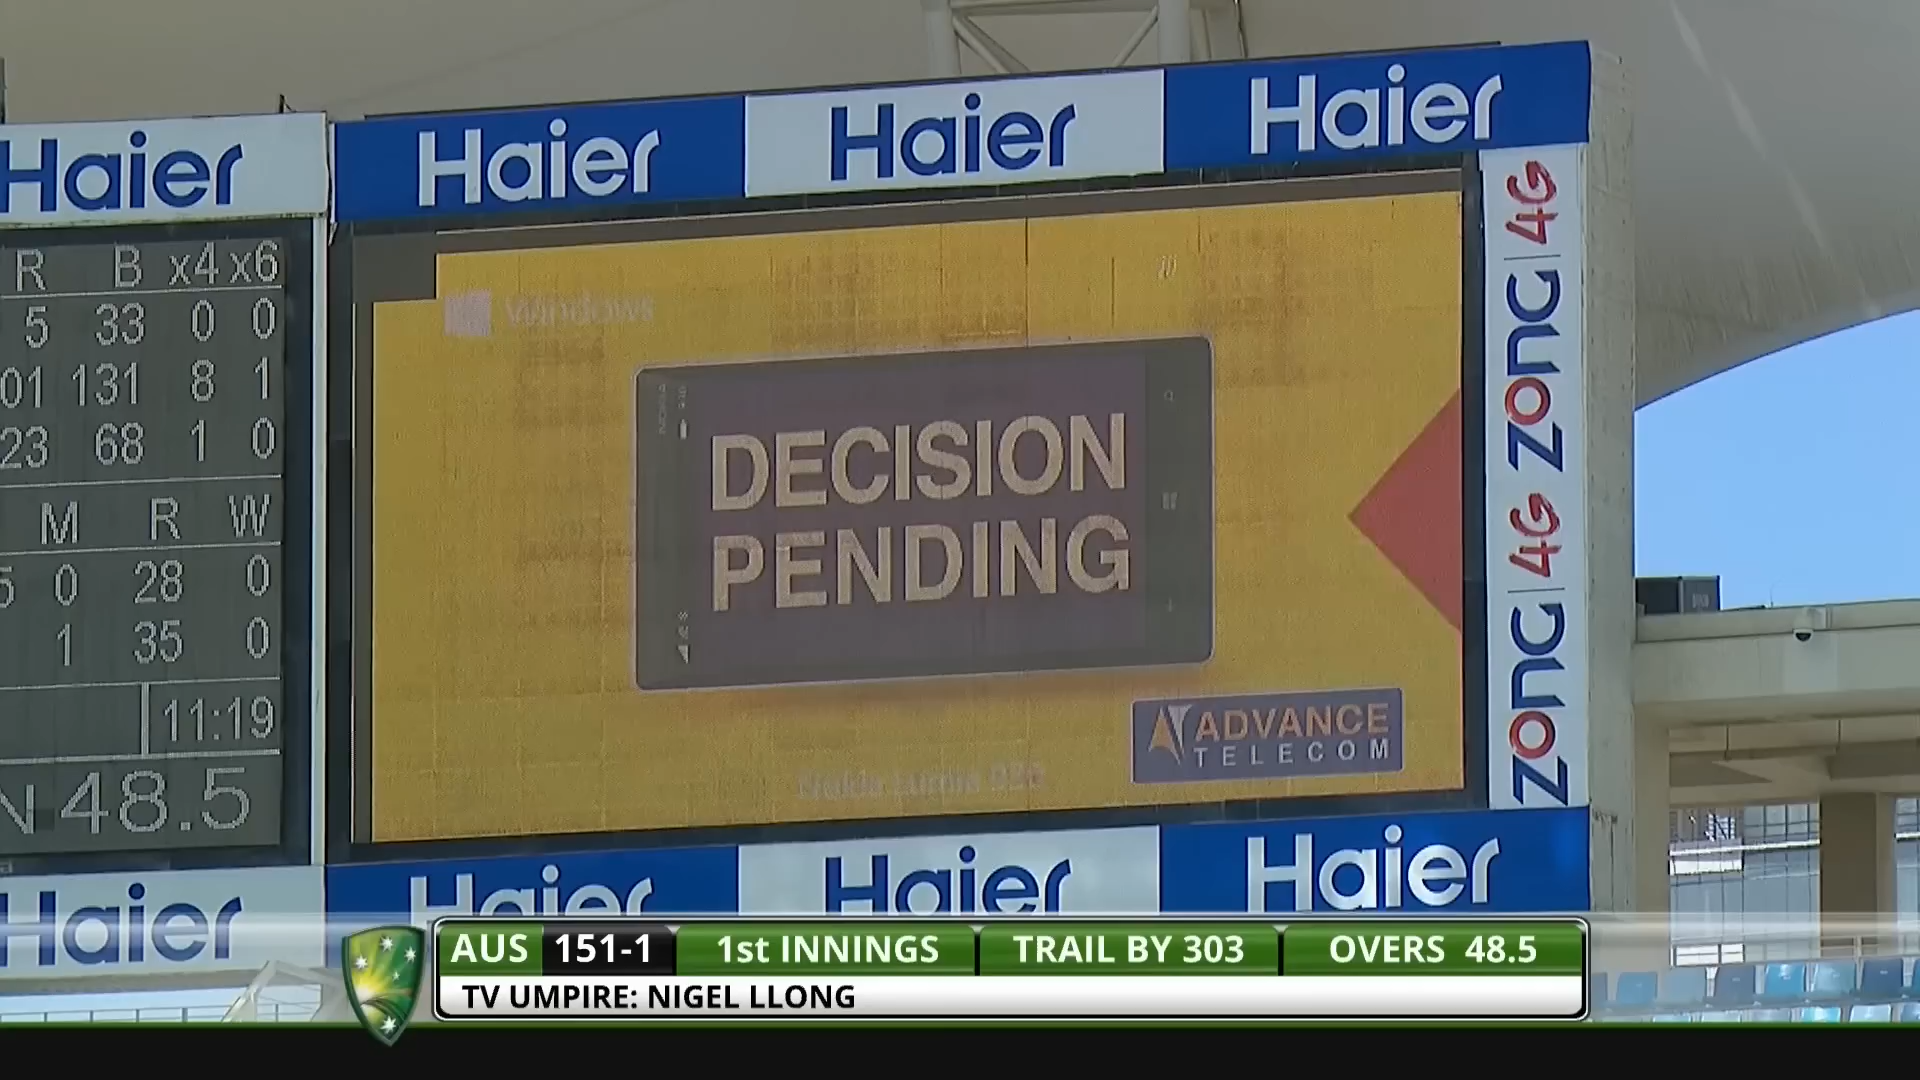 Haier
Haier
Haier
Haier
R B x4 x6
5 33 0 0
01 131 8 1
23 68 1 0
M R W
5 0 28 0
1 35 0
11:19
N 48.5
Windows
DECISION
PENDING
ADVANCE
TELECOM
ZONG 4G
ZONG 4G
Haier
Haier
Haier
Haier
AUS 151-1 1st INNINGS TRAIL BY 303 OVERS 48.5
TV UMPIRE: NIGEL LLONG